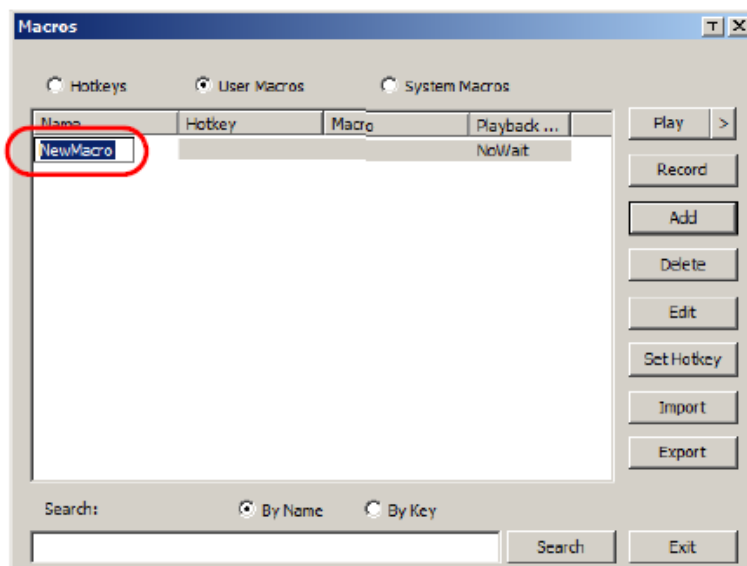 Macros
Hotkeys User Macros System Macros
Name Hotkey Macro Playback ...
NewMacro NoWait
Play >
Record
Add
Delete
Edit
Set Hotkey
Import
Export
Search: By Name By Key
Search Exit